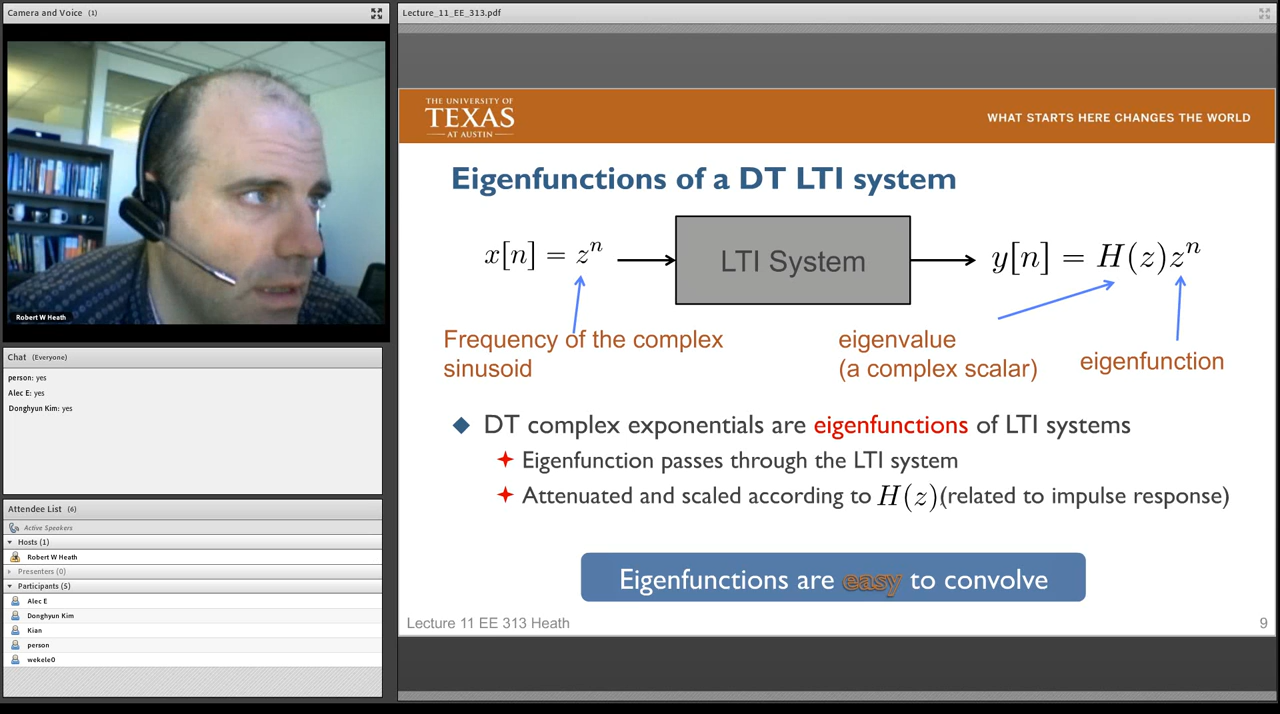 Camera and Voice (1)
Robert W Heath
Chat (Everyone)
person: yes
Alec E: yes
Donghyun Kim: yes
Attendee List (6)
Active Speakers
Hosts (1)
Robert W Heath
Presenters (0)
Participants (5)
Alec E
Donghyun Kim
Kian
person
wekele0
Lecture_11_EE_313.pdf
THE UNIVERSITY OF
TEXAS
AT AUSTIN
WHAT STARTS HERE CHANGES THE WORLD
Eigenfunctions of a DT LTI system
x[n] = zⁿ
LTI System
y[n] = H(z)zⁿ
Frequency of the complex
sinusoid
eigenvalue
(a complex scalar)
eigenfunction
DT complex exponentials are eigenfunctions of LTI systems
Eigenfunction passes through the LTI system
Attenuated and scaled according to H(z) (related to impulse response)
Eigenfunctions are easy to convolve
Lecture 11 EE 313 Heath
9